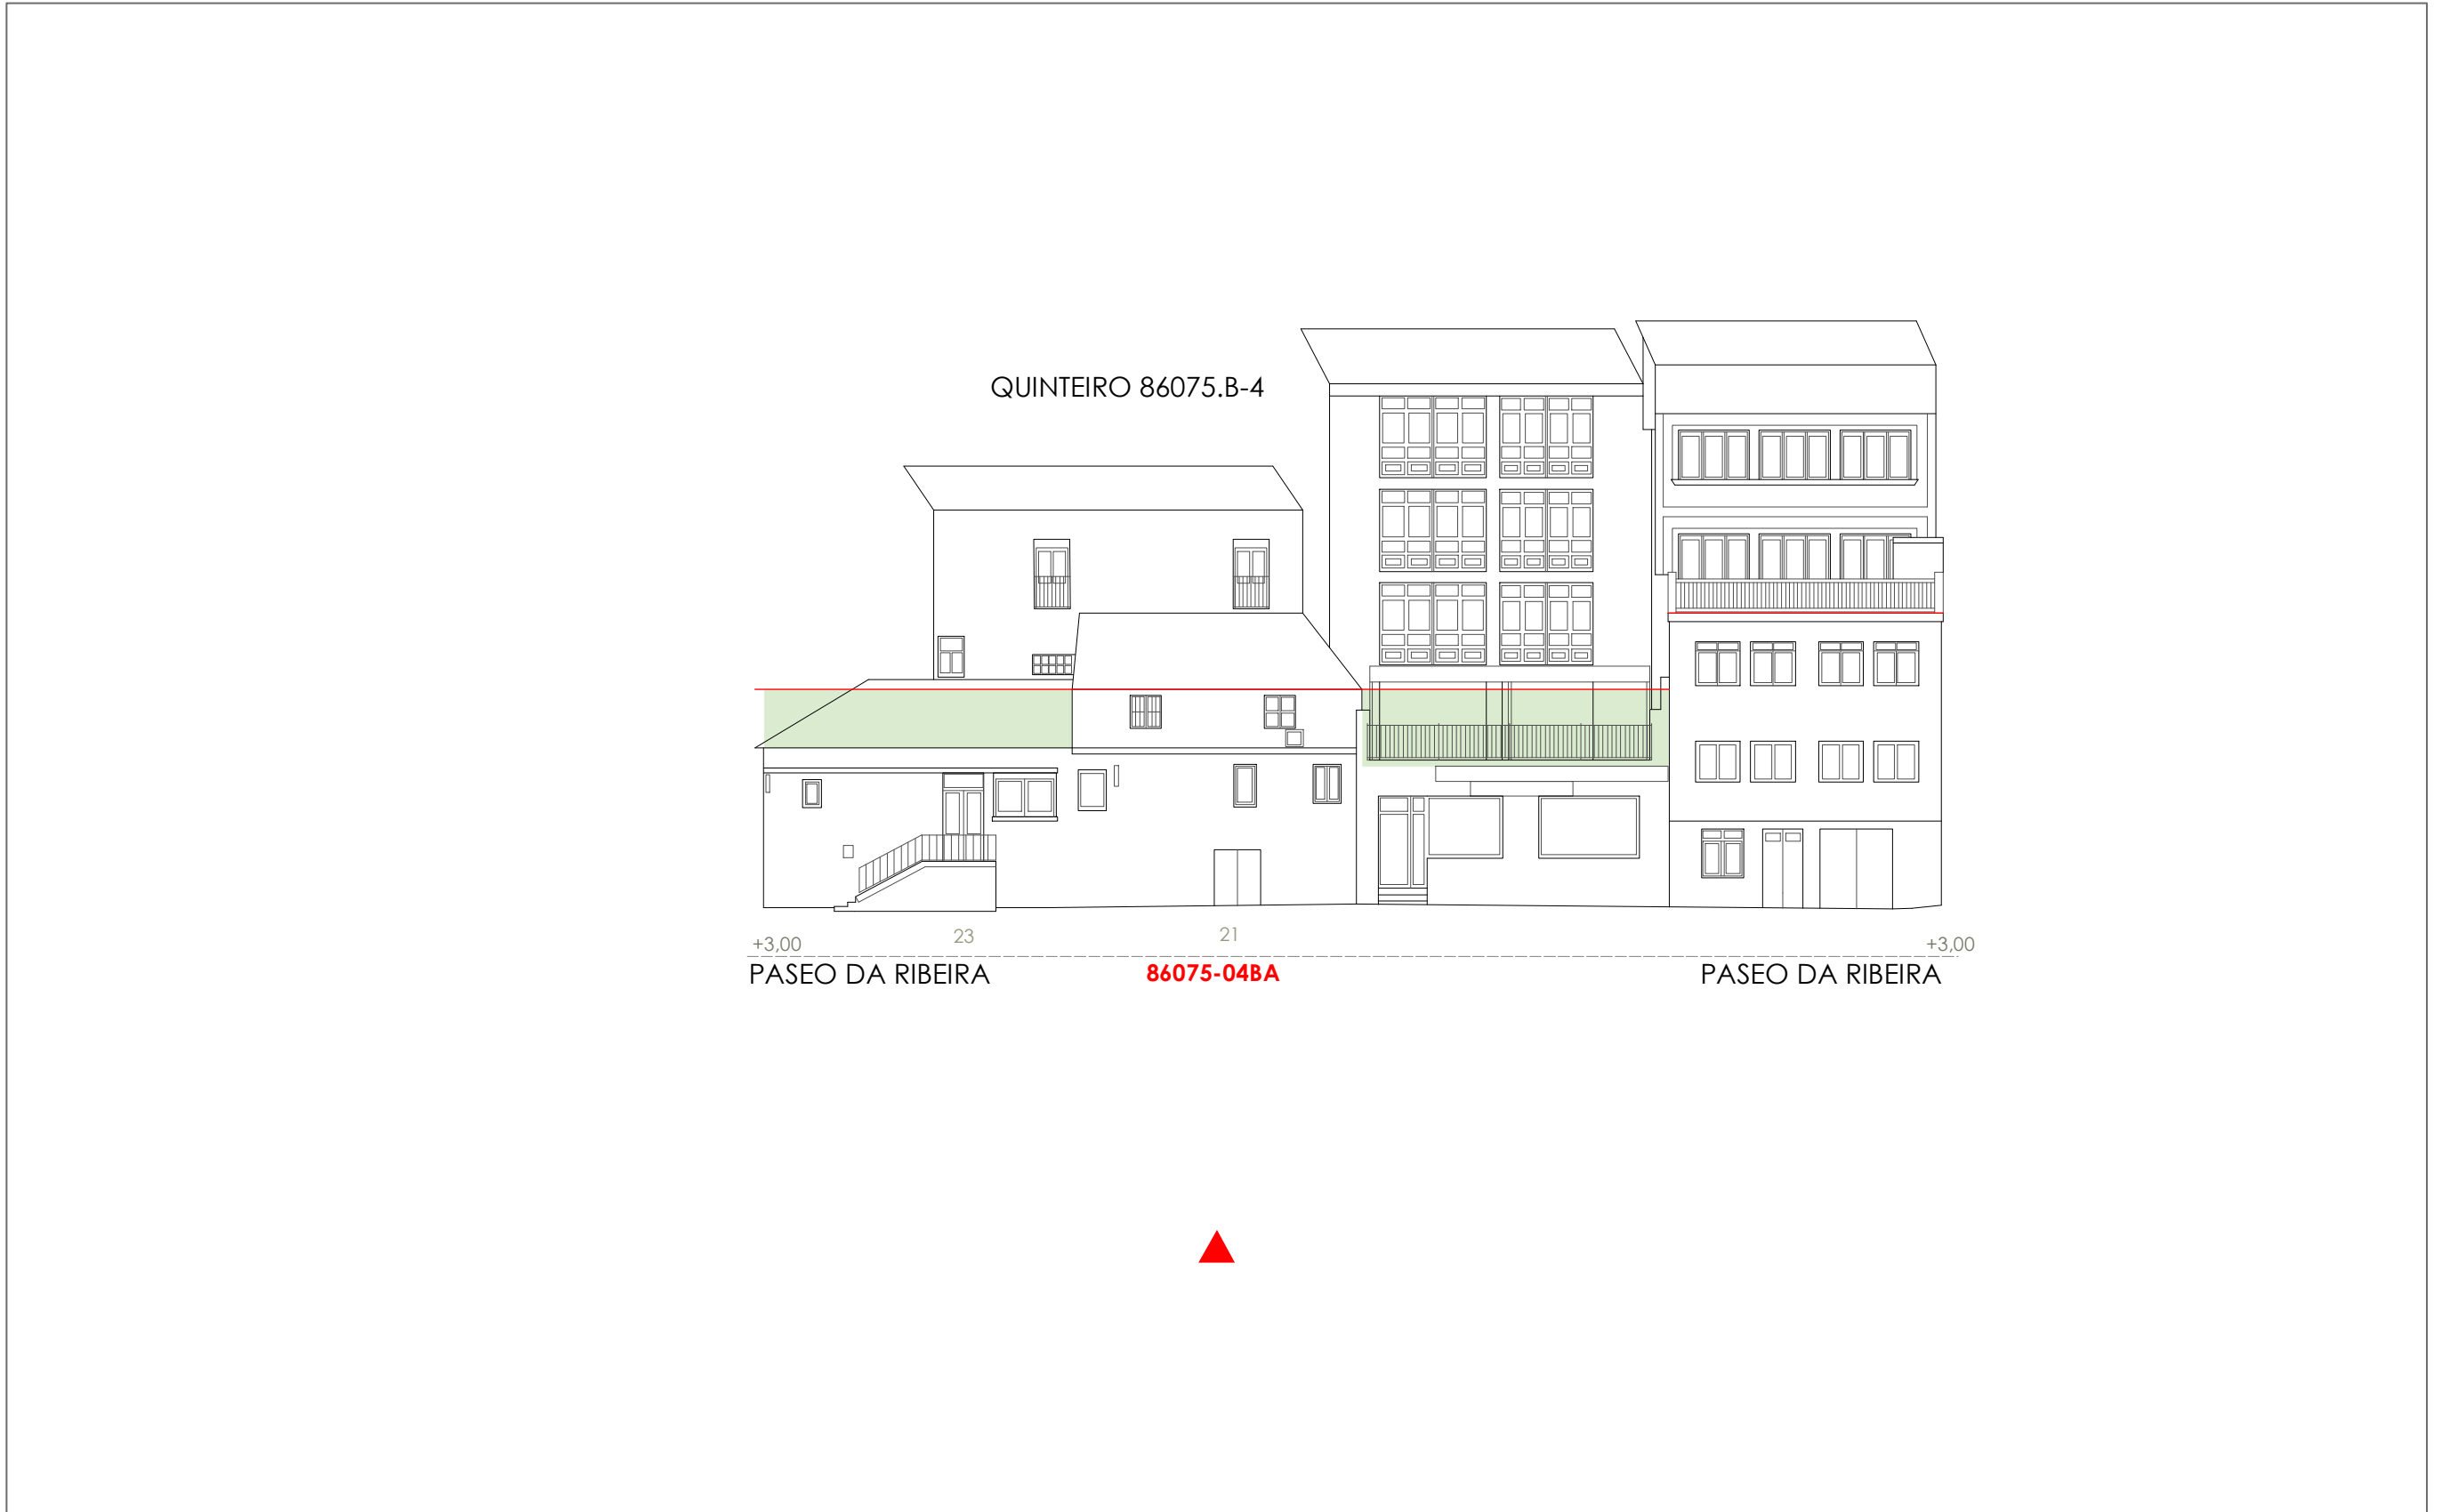 QUINTEIRO 86075.B-4
+3,00 23 21 +3,00
PASEO DA RIBEIRA 86075-04BA PASEO DA RIBEIRA